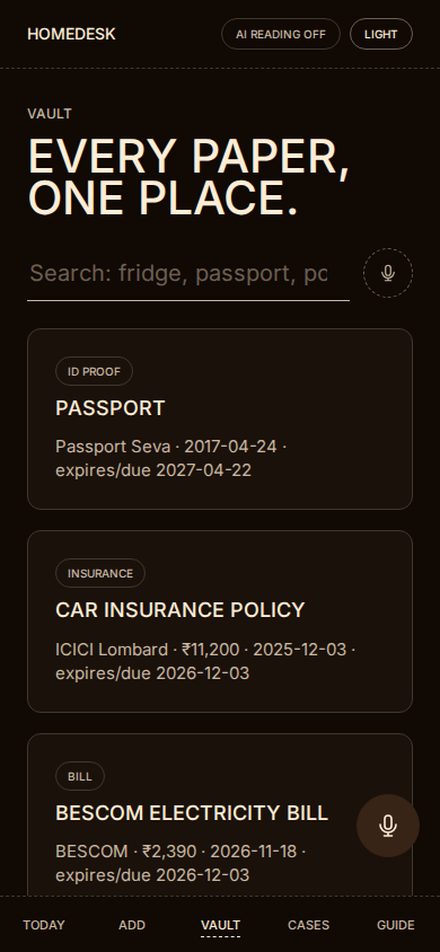 HOMEDESK
AI READING OFF
LIGHT
VAULT
EVERY PAPER,
ONE PLACE.
Search: fridge, passport, po
ID PROOF
PASSPORT
Passport Seva · 2017-04-24 ·
expires/due 2027-04-22
INSURANCE
CAR INSURANCE POLICY
ICICI Lombard · ₹11,200 · 2025-12-03 ·
expires/due 2026-12-03
BILL
BESCOM ELECTRICITY BILL
BESCOM · ₹2,390 · 2026-11-18 ·
expires/due 2026-12-03
TODAY
ADD
VAULT
CASES
GUIDE